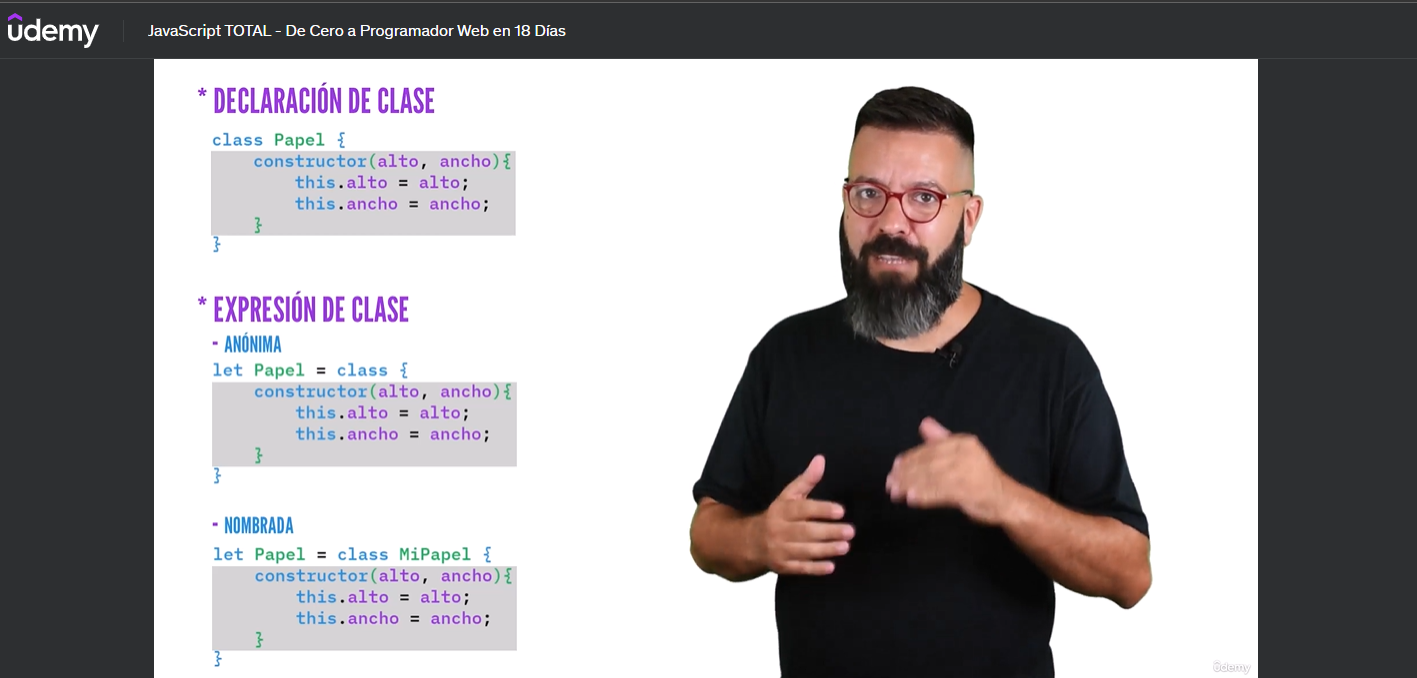 ûdemy
JavaScript TOTAL - De Cero a Programador Web en 18 Días
* DECLARACIÓN DE CLASE
class Papel {
constructor(alto, ancho){
this.alto = alto;
this.ancho = ancho;
}
}
* EXPRESIÓN DE CLASE
- ANÓNIMA
let Papel = class {
constructor(alto, ancho){
this.alto = alto;
this.ancho = ancho;
}
}
- NOMBRADA
let Papel = class MiPapel {
constructor(alto, ancho){
this.alto = alto;
this.ancho = ancho;
}
}
ûdemy